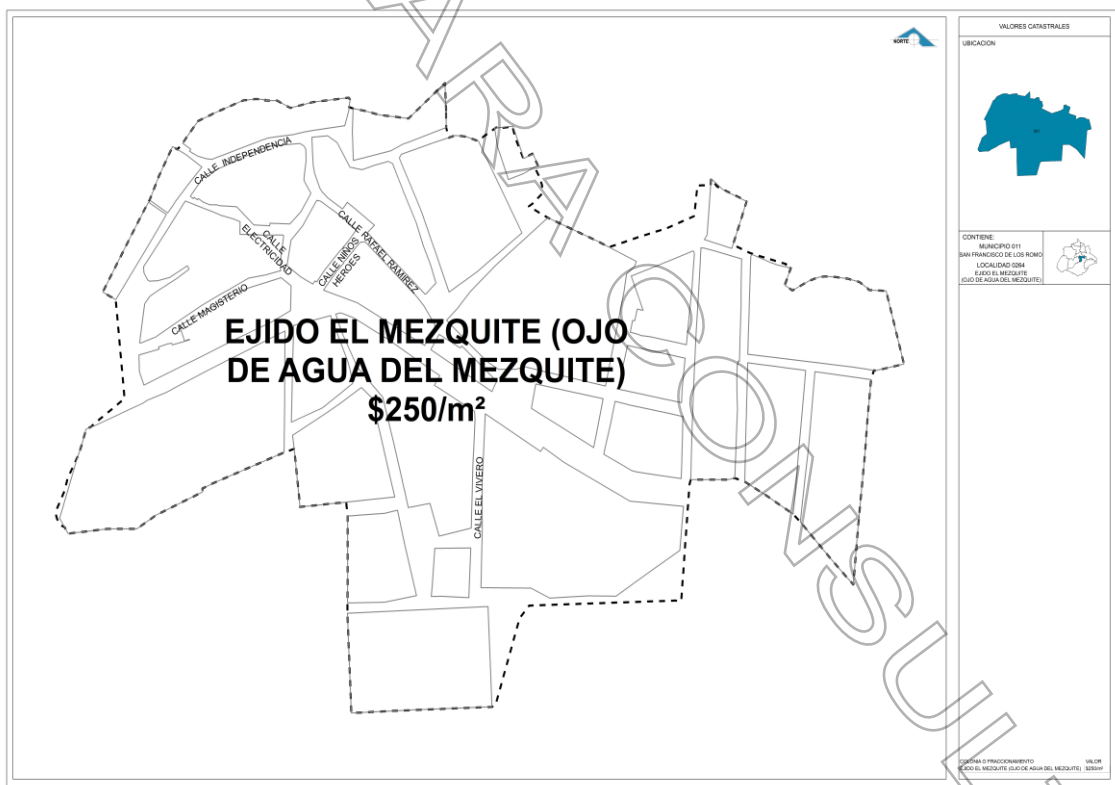 NORTE
CALLE INDEPENDENCIA
CALLE
ELECTRICIDAD
CALLE NIÑOS
HEROES
CALLE RAFAEL RAMIREZ
CALLE MAGISTERIO
EJIDO EL MEZQUITE (OJO
DE AGUA DEL MEZQUITE)
$250/m²
CALLE EL VIVERO
PARA CONSUL
VALORES CATASTRALES
UBICACION
CONTIENE:
MUNICIPIO 011
SAN FRANCISCO DE LOS ROMO
LOCALIDAD 0264
EJIDO EL MEZQUITE
(OJO DE AGUA DEL MEZQUITE)
COLONIA O FRACCIONAMIENTO VALOR
EJIDO EL MEZQUITE (OJO DE AGUA DEL MEZQUITE) $250/m²